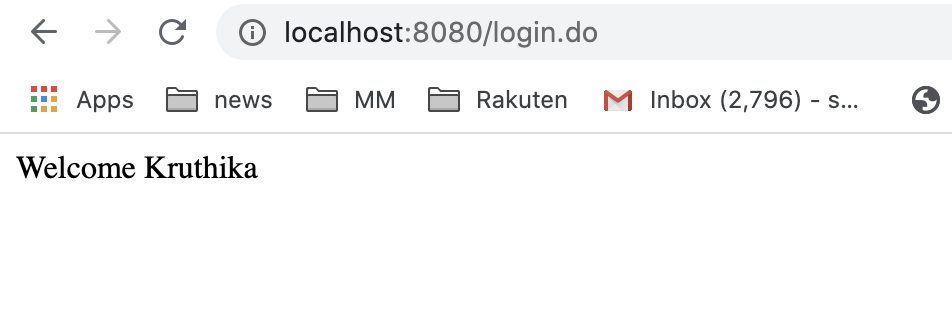 localhost:8080/login.do
Apps news MM Rakuten Inbox (2,796) - s...
Welcome Kruthika